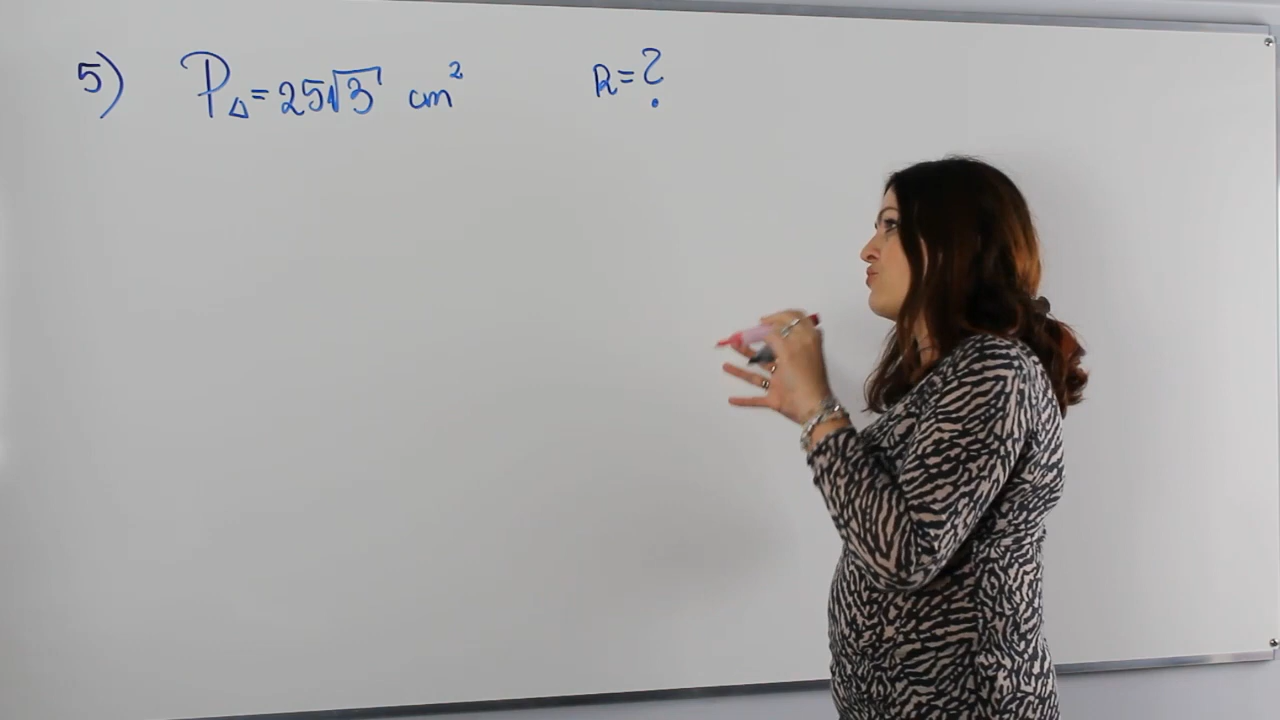 5) P△ = 25√3 cm² R = ?